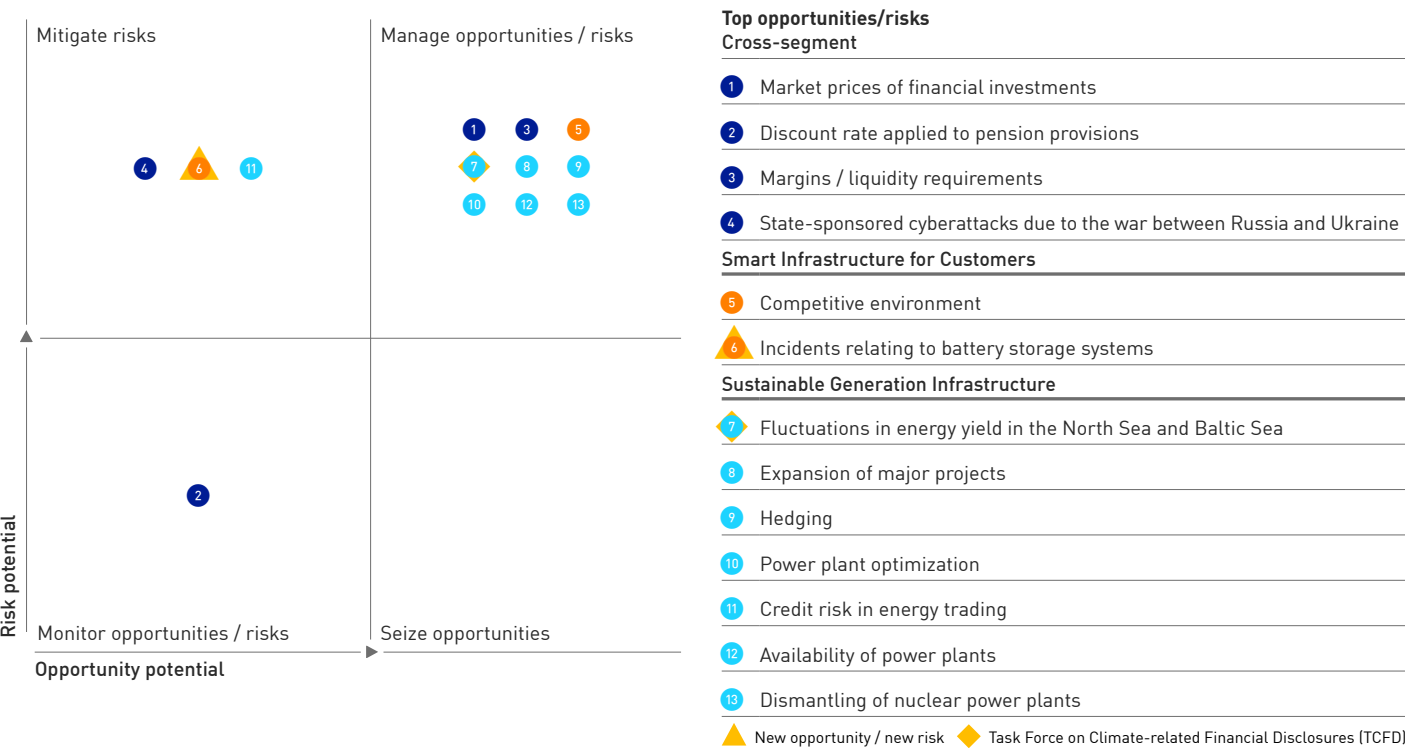 Mitigate risks
Manage opportunities / risks
1
3
5
4
6
11
7
8
9
10
12
13
2
Risk potential
Monitor opportunities / risks
Seize opportunities
Opportunity potential
Top opportunities/risks
Cross-segment
1 Market prices of financial investments
2 Discount rate applied to pension provisions
3 Margins / liquidity requirements
4 State-sponsored cyberattacks due to the war between Russia and Ukraine
Smart Infrastructure for Customers
5 Competitive environment
6 Incidents relating to battery storage systems
Sustainable Generation Infrastructure
7 Fluctuations in energy yield in the North Sea and Baltic Sea
8 Expansion of major projects
9 Hedging
10 Power plant optimization
11 Credit risk in energy trading
12 Availability of power plants
13 Dismantling of nuclear power plants
New opportunity / new risk
Task Force on Climate-related Financial Disclosures (TCFD)